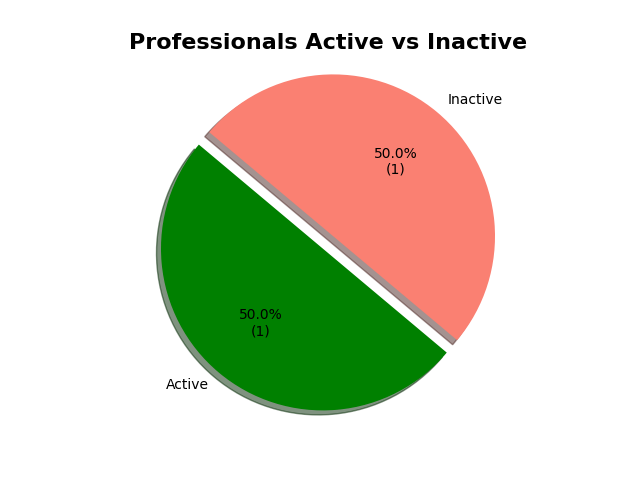 Professionals Active vs Inactive
Inactive
50.0%
(1)
50.0%
(1)
Active